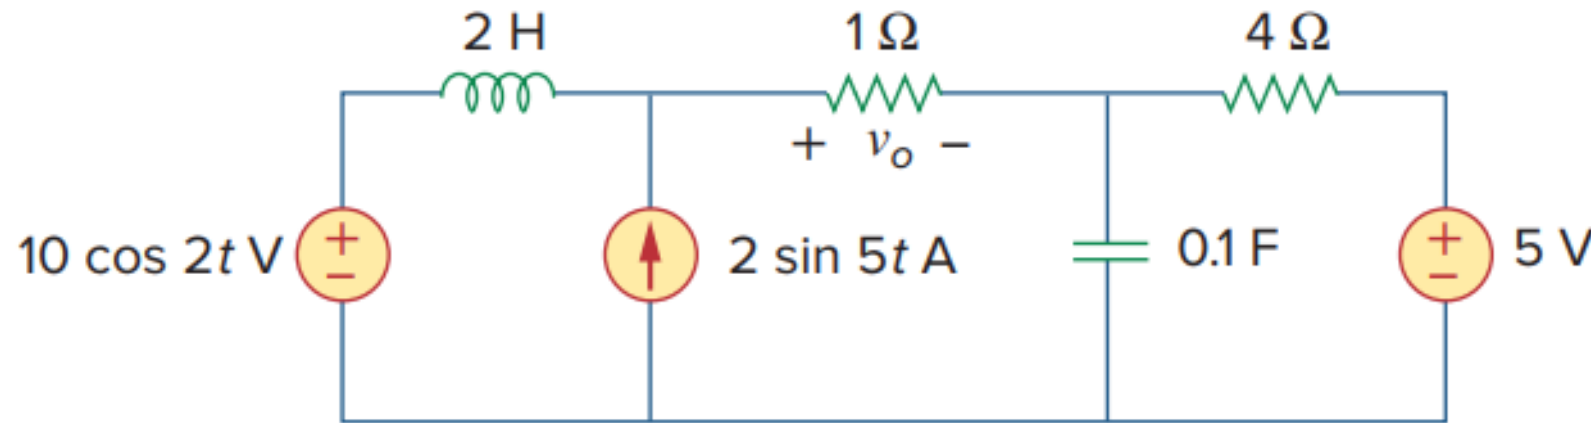 2 H
1 Ω
4 Ω
+ vₒ −
10 cos 2t V
+
−
2 sin 5t A
0.1 F
+
−
5 V